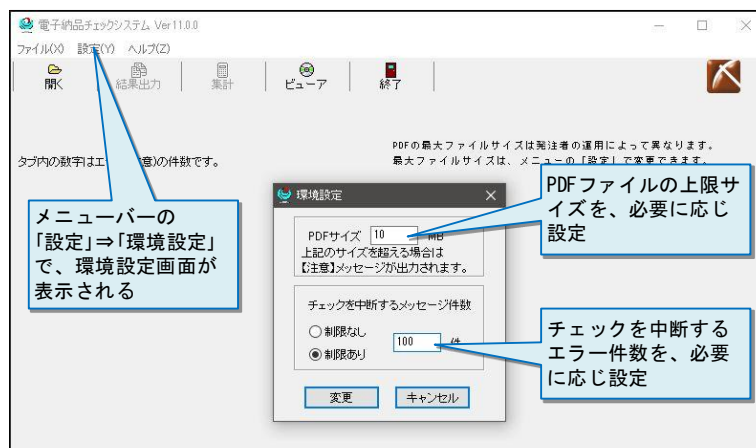 電子納品チェックシステム Ver11.0.0
ファイル(X) 設定(Y) ヘルプ(Z)
開く 結果出力 集計 ビューア 終了
PDFの最大ファイルサイズは発注者の運用によって異なります。
最大ファイルサイズは、メニューの「設定」で変更できます。
タブ内の数字はエ 意)の件数です。
メニューバーの
「設定」⇒「環境設定」
で、環境設定画面が
表示される
環境設定
PDFサイズ 10 MB
上記のサイズを超える場合は
【注意】メッセージが出力されます。
チェックを中断するメッセージ件数
制限なし
制限あり
100 件
変更 キャンセル
PDFファイルの上限サ
イズを、必要に応じ
設定
チェックを中断する
エラー件数を、必要
に応じ設定